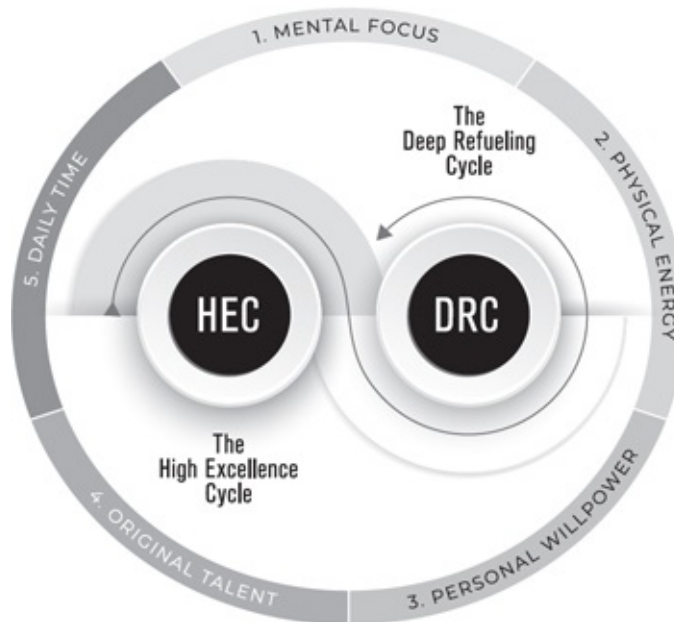 1. MENTAL FOCUS
2. PHYSICAL ENERGY
3. PERSONAL WILLPOWER
4. ORIGINAL TALENT
5. DAILY TIME
The
Deep Refueling
Cycle
HEC
DRC
The
High Excellence
Cycle